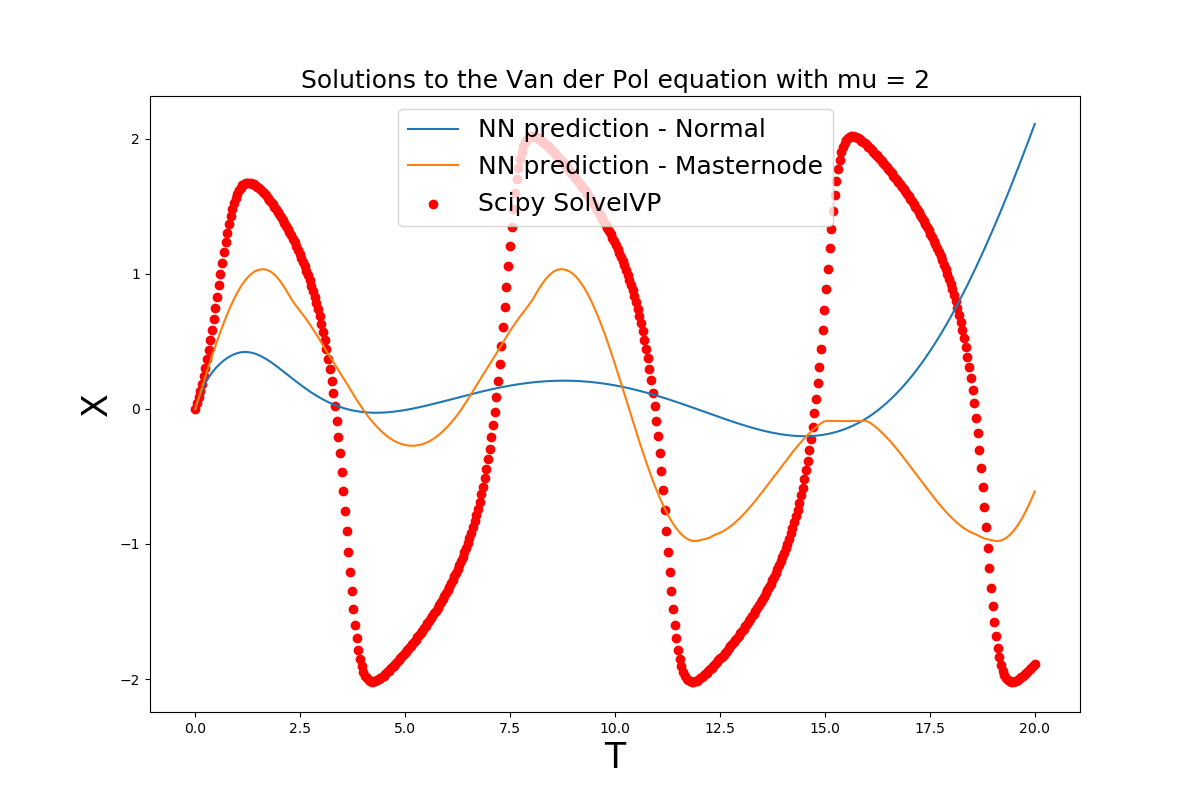 Solutions to the Van der Pol equation with mu = 2
NN prediction - Normal
NN prediction - Masternode
Scipy SolveIVP
X
2
1
0
−1
−2
0.0 2.5 5.0 7.5 10.0 12.5 15.0 17.5 20.0
T